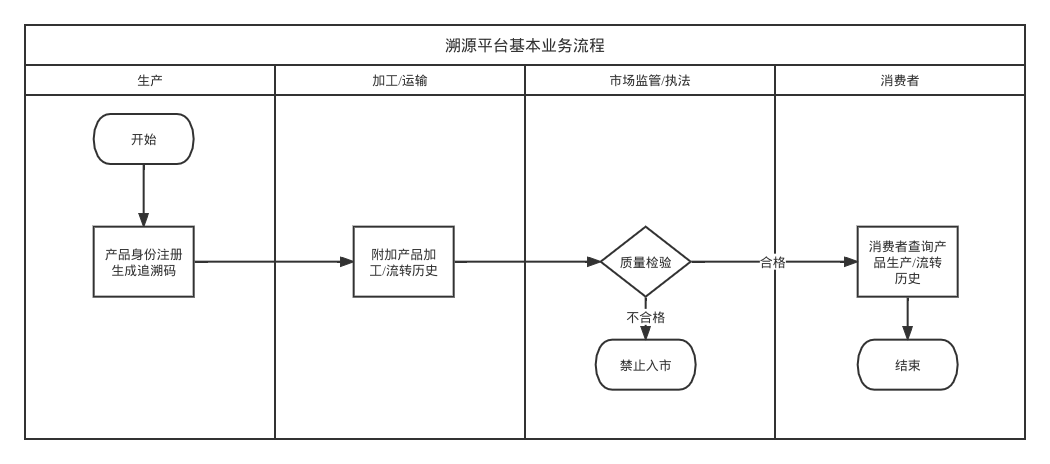 溯源平台基本业务流程
生产
加工/运输
市场监管/执法
消费者
开始
产品身份注册
生成追溯码
附加产品加
工/流转历史
质量检验
合格
消费者查询产
品生产/流转
历史
不合格
禁止入市
结束